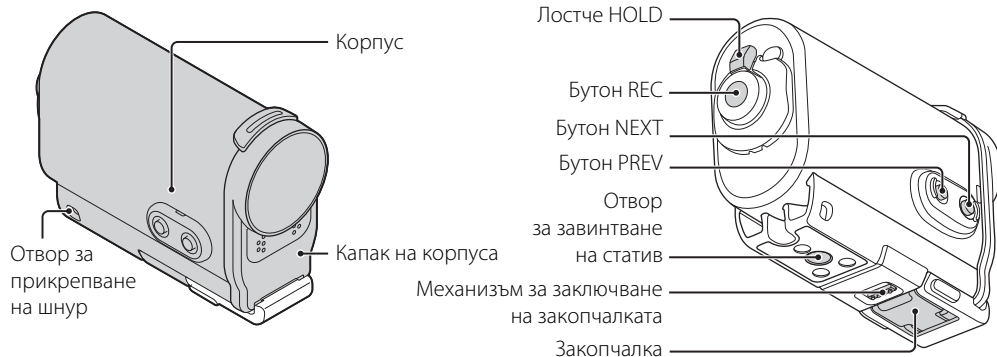 Корпус
Отвор за
прикрепване
на шнур
Капак на корпуса
Лостче HOLD
Бутон REC
Бутон NEXT
Бутон PREV
Отвор
за завинтване
на статив
Механизъм за заключване
на закопчалката
Закопчалка